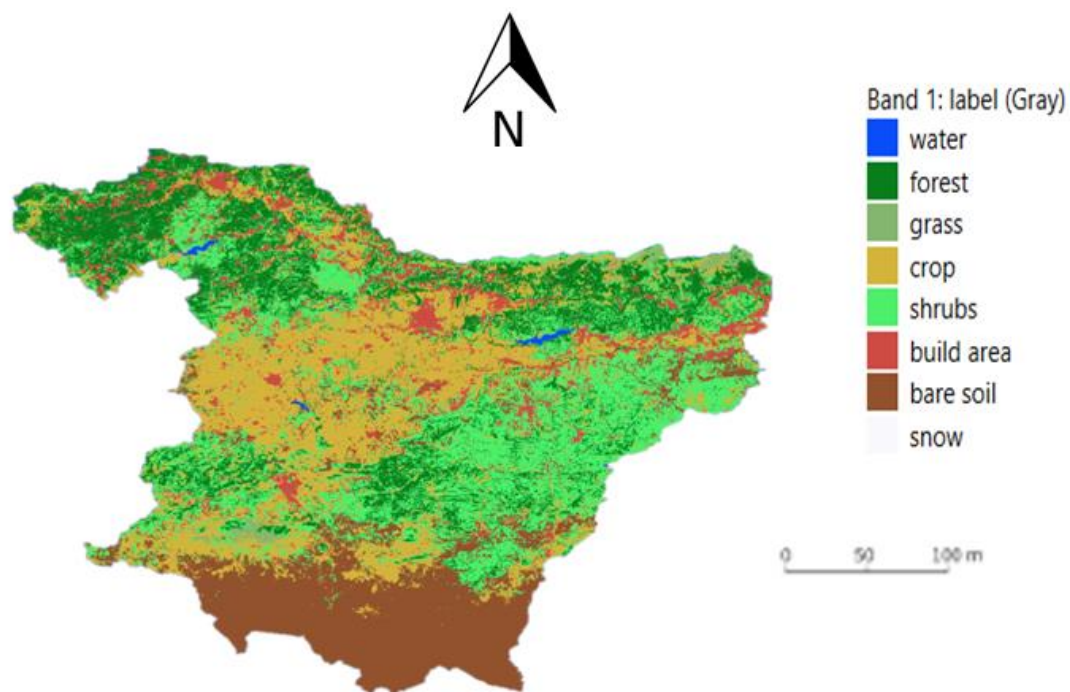 N
Band 1: label (Gray)
water
forest
grass
crop
shrubs
build area
bare soil
snow
0 50 100 m